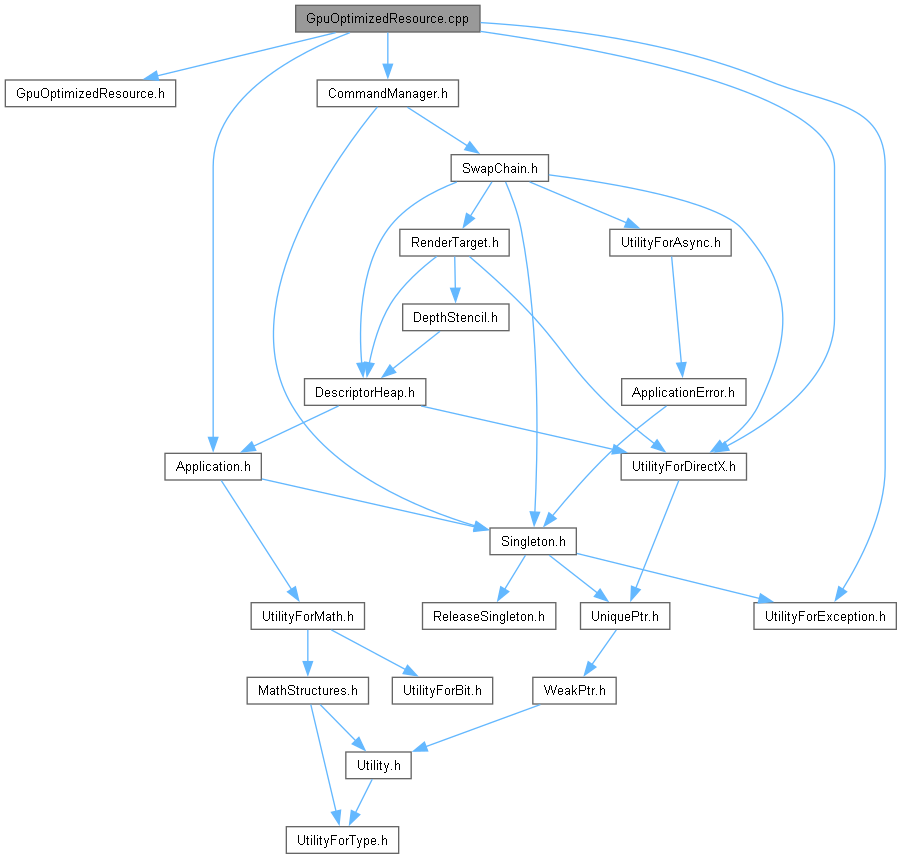 GpuOptimizedResource.cpp
GpuOptimizedResource.h
CommandManager.h
SwapChain.h
RenderTarget.h
UtilityForAsync.h
DepthStencil.h
DescriptorHeap.h
ApplicationError.h
Application.h
UtilityForDirectX.h
Singleton.h
UtilityForMath.h
ReleaseSingleton.h
UniquePtr.h
UtilityForException.h
MathStructures.h
UtilityForBit.h
WeakPtr.h
Utility.h
UtilityForType.h